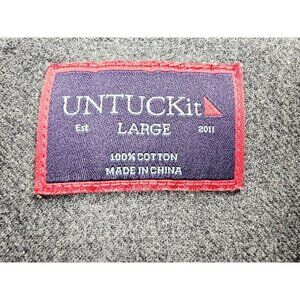 UNTUCKit
Est. LARGE 2011
100% COTTON
MADE IN CHINA